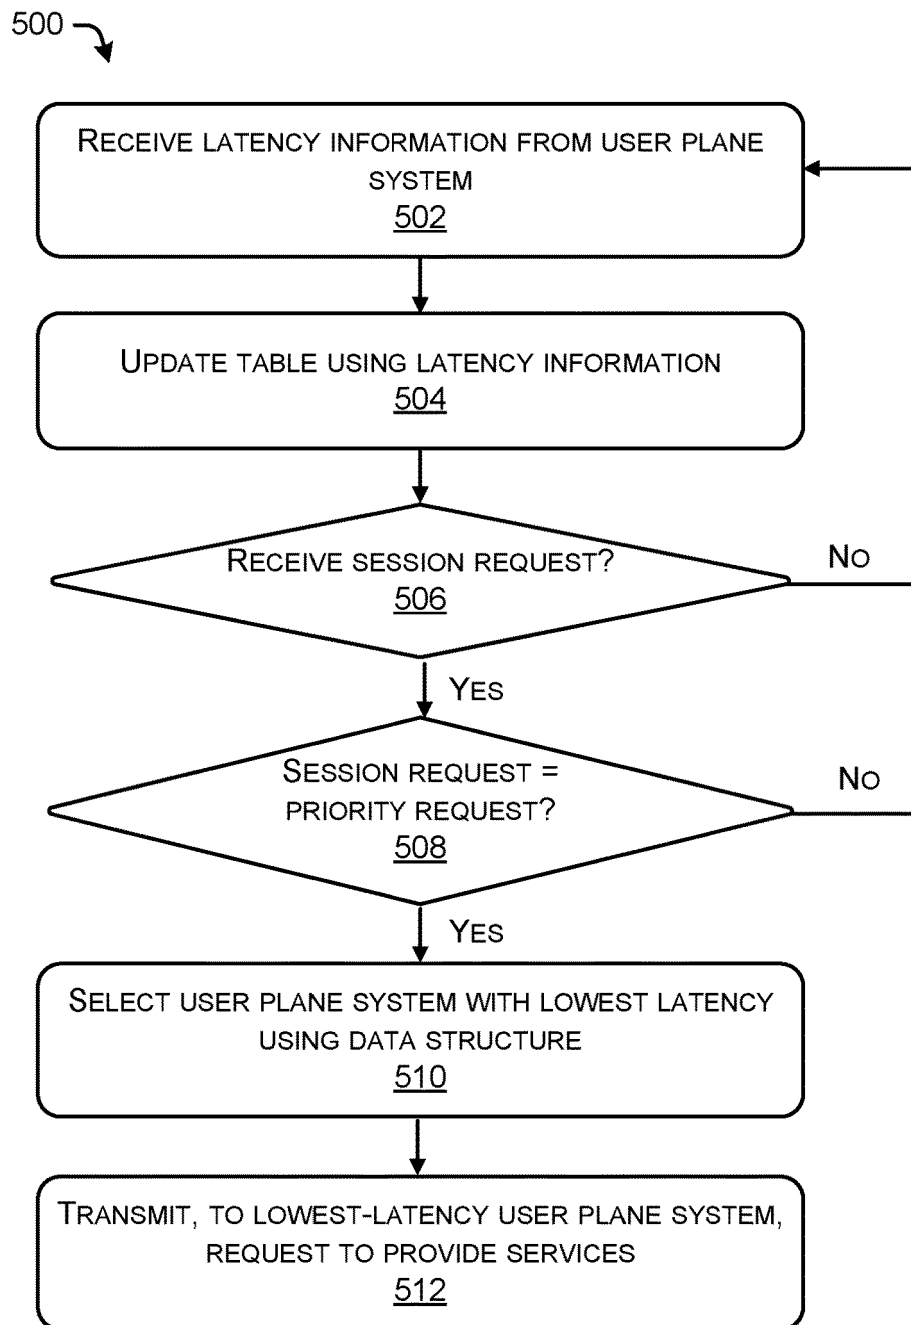 500
RECEIVE LATENCY INFORMATION FROM USER PLANE
SYSTEM
502
UPDATE TABLE USING LATENCY INFORMATION
504
RECEIVE SESSION REQUEST?
506
NO
YES
SESSION REQUEST =
PRIORITY REQUEST?
508
NO
YES
SELECT USER PLANE SYSTEM WITH LOWEST LATENCY
USING DATA STRUCTURE
510
TRANSMIT, TO LOWEST-LATENCY USER PLANE SYSTEM,
REQUEST TO PROVIDE SERVICES
512